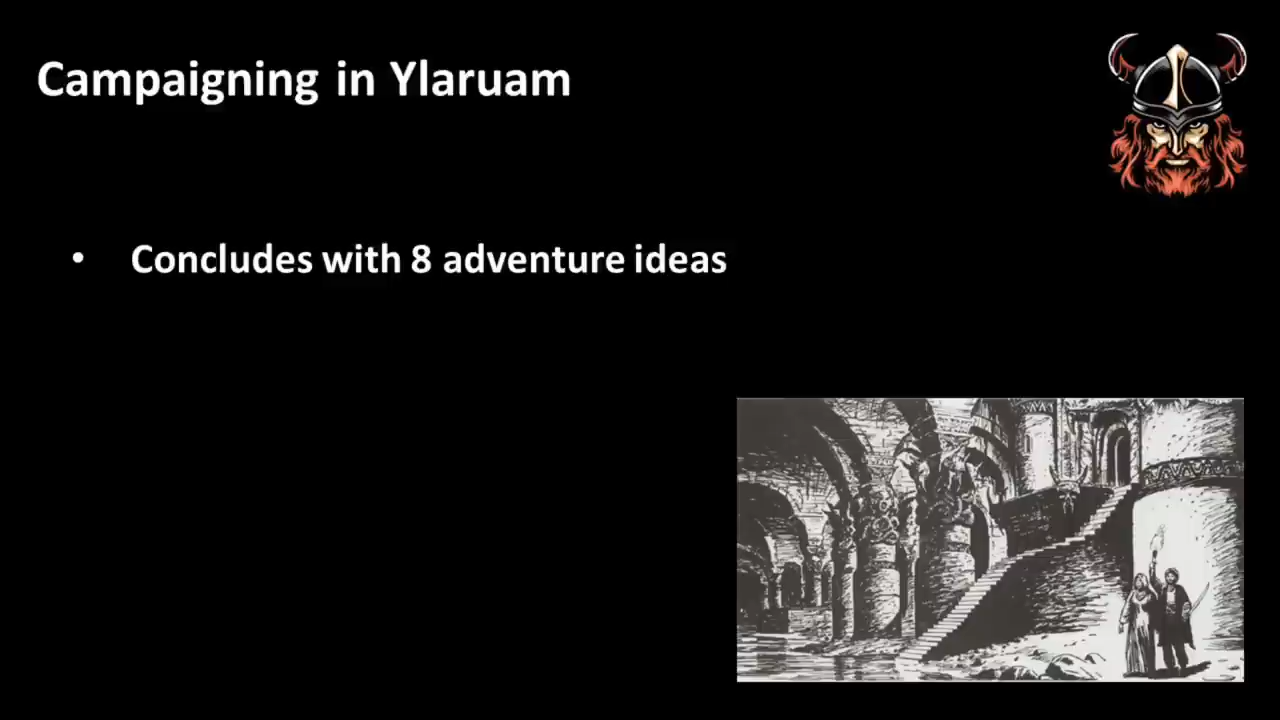 Campaigning in Ylaruam
• Concludes with 8 adventure ideas